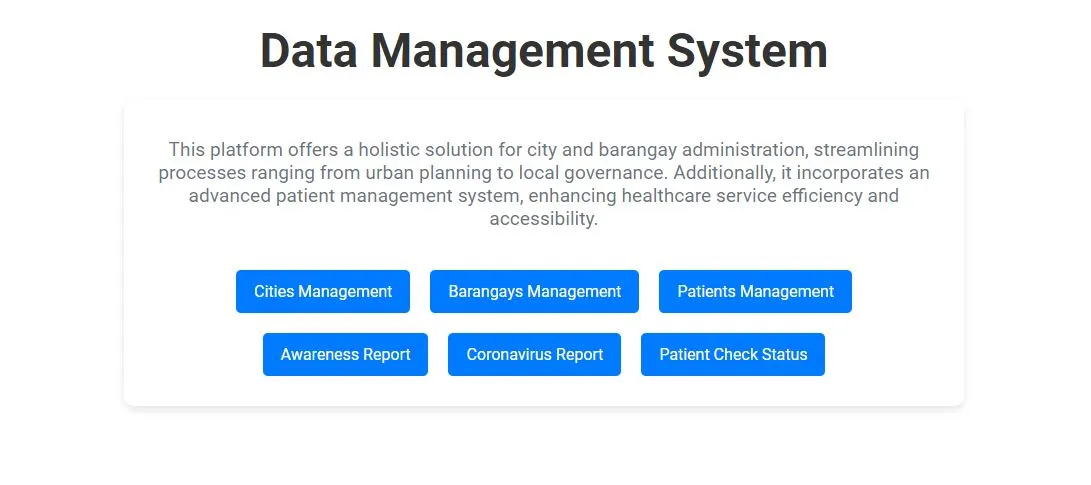 Data Management System
This platform offers a holistic solution for city and barangay administration, streamlining
processes ranging from urban planning to local governance. Additionally, it incorporates an
advanced patient management system, enhancing healthcare service efficiency and
accessibility.
Cities Management
Barangays Management
Patients Management
Awareness Report
Coronavirus Report
Patient Check Status